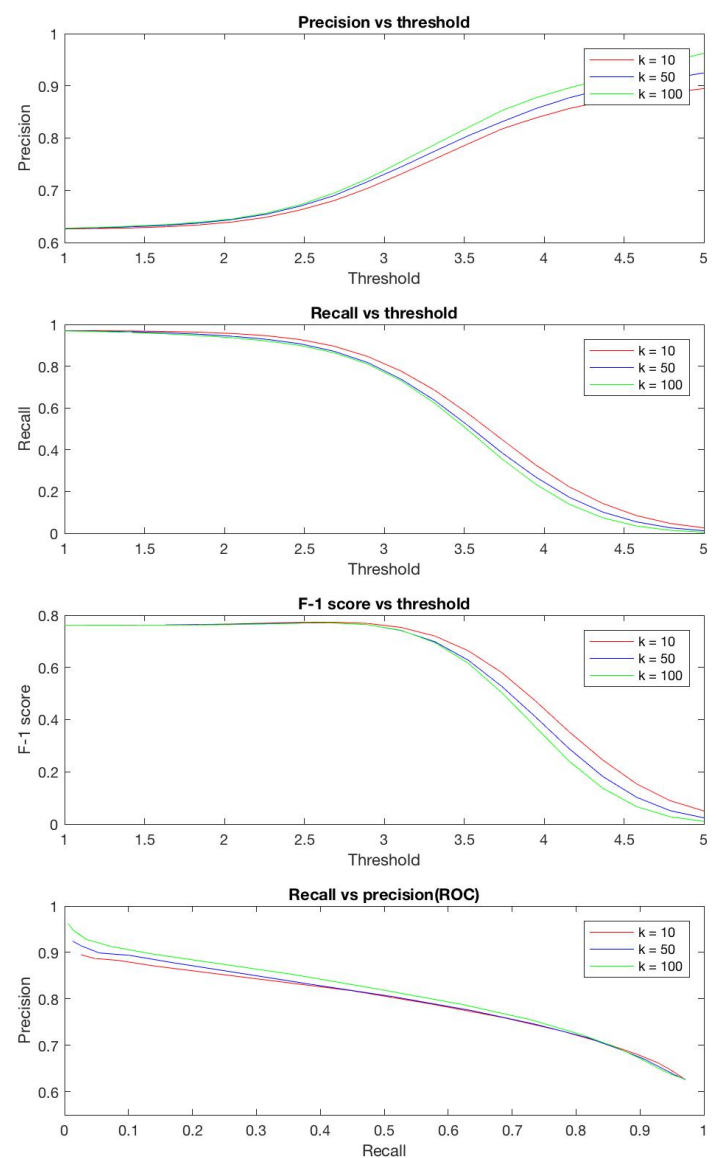 Precision vs threshold
1
0.9
0.8
0.7
0.6
Precision
k = 10
k = 50
k = 100
1 1.5 2 2.5 3 3.5 4 4.5 5
Threshold
Recall vs threshold
1
0.8
0.6
0.4
0.2
0
Recall
k = 10
k = 50
k = 100
1 1.5 2 2.5 3 3.5 4 4.5 5
Threshold
F-1 score vs threshold
0.8
0.6
0.4
0.2
0
F-1 score
k = 10
k = 50
k = 100
1 1.5 2 2.5 3 3.5 4 4.5 5
Threshold
Recall vs precision(ROC)
1
0.9
0.8
0.7
0.6
Precision
k = 10
k = 50
k = 100
0 0.1 0.2 0.3 0.4 0.5 0.6 0.7 0.8 0.9 1
Recall